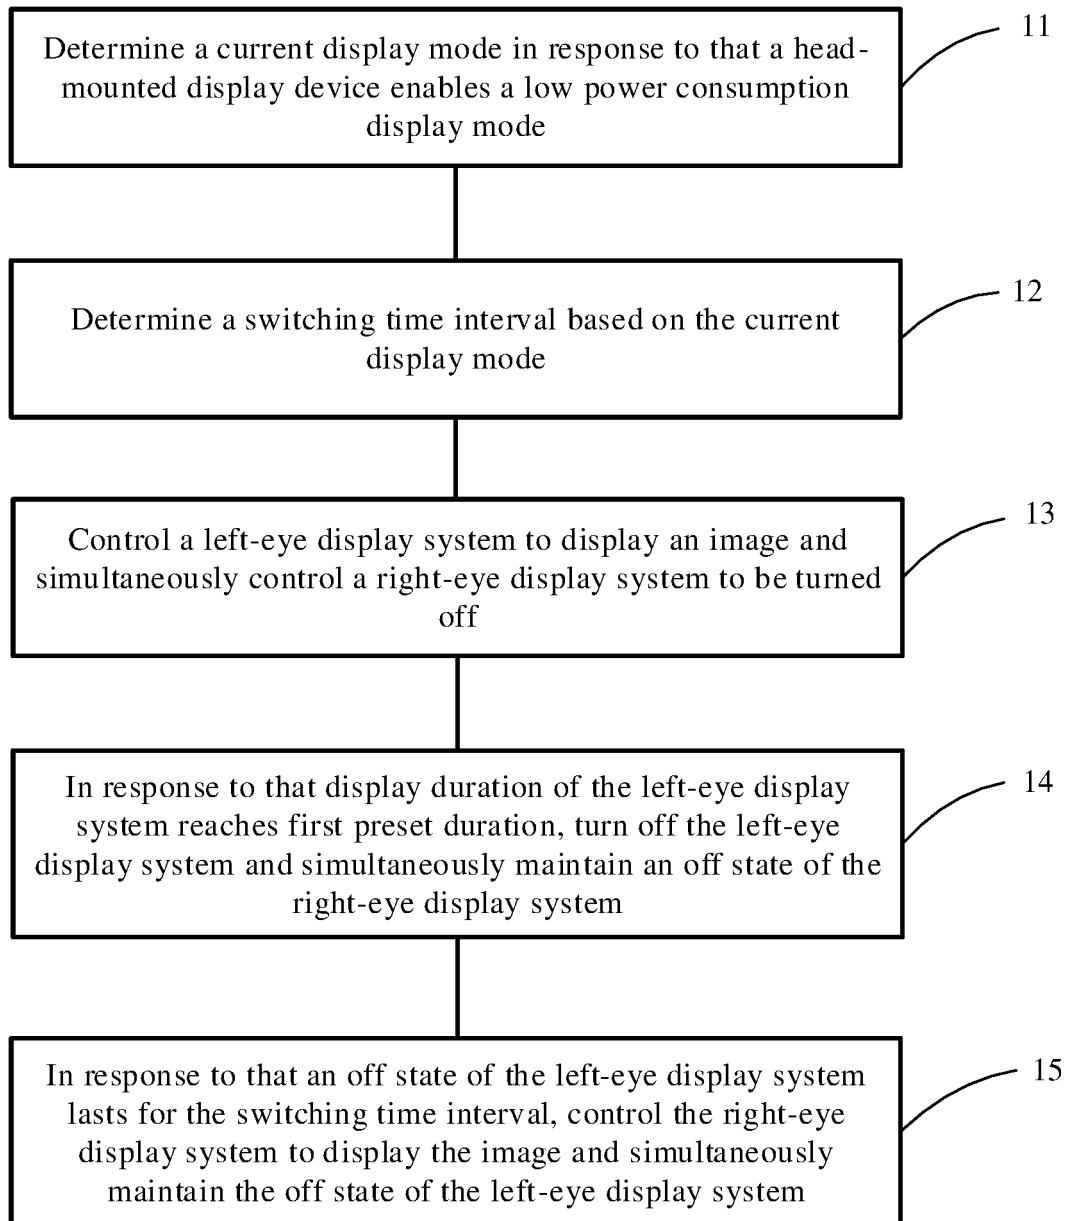 Determine a current display mode in response to that a head-
mounted display device enables a low power consumption
display mode
11
Determine a switching time interval based on the current
display mode
12
Control a left-eye display system to display an image and
simultaneously control a right-eye display system to be turned
off
13
In response to that display duration of the left-eye display
system reaches first preset duration, turn off the left-eye
display system and simultaneously maintain an off state of the
right-eye display system
14
In response to that an off state of the left-eye display system
lasts for the switching time interval, control the right-eye
display system to display the image and simultaneously
maintain the off state of the left-eye display system
15